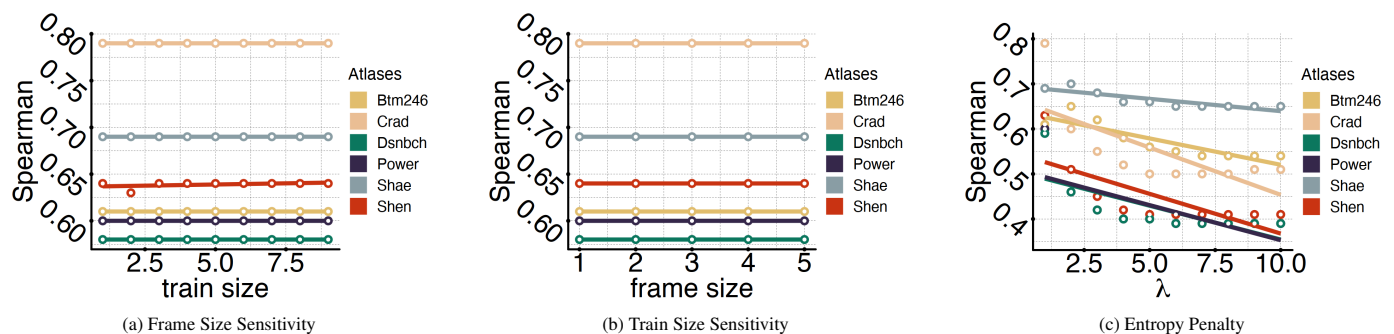 0.80
0.75
0.70
0.65
0.60
Spearman
2.5
5.0
7.5
train size
Atlases
Btm246
Crad
Dsnbch
Power
Shae
Shen
(a) Frame Size Sensitivity
0.80
0.75
0.70
0.65
0.60
Spearman
1
2
3
4
5
frame size
Atlases
Btm246
Crad
Dsnbch
Power
Shae
Shen
(b) Train Size Sensitivity
0.8
0.7
0.6
0.5
0.4
Spearman
2.5
5.0
7.5
10.0
λ
Atlases
Btm246
Crad
Dsnbch
Power
Shae
Shen
(c) Entropy Penalty